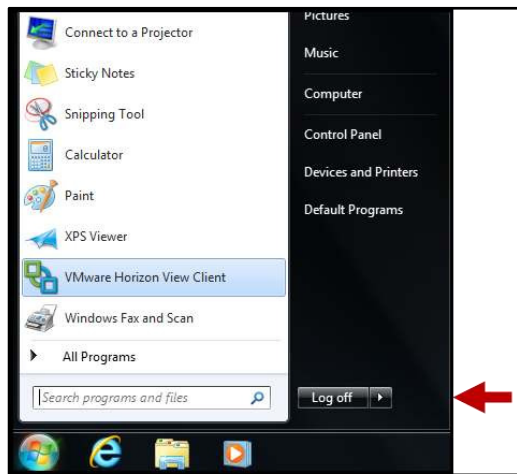 Connect to a Projector
Sticky Notes
Snipping Tool
Calculator
Paint
XPS Viewer
VMware Horizon View Client
Windows Fax and Scan
All Programs
Search programs and files
Pictures
Music
Computer
Control Panel
Devices and Printers
Default Programs
Log off